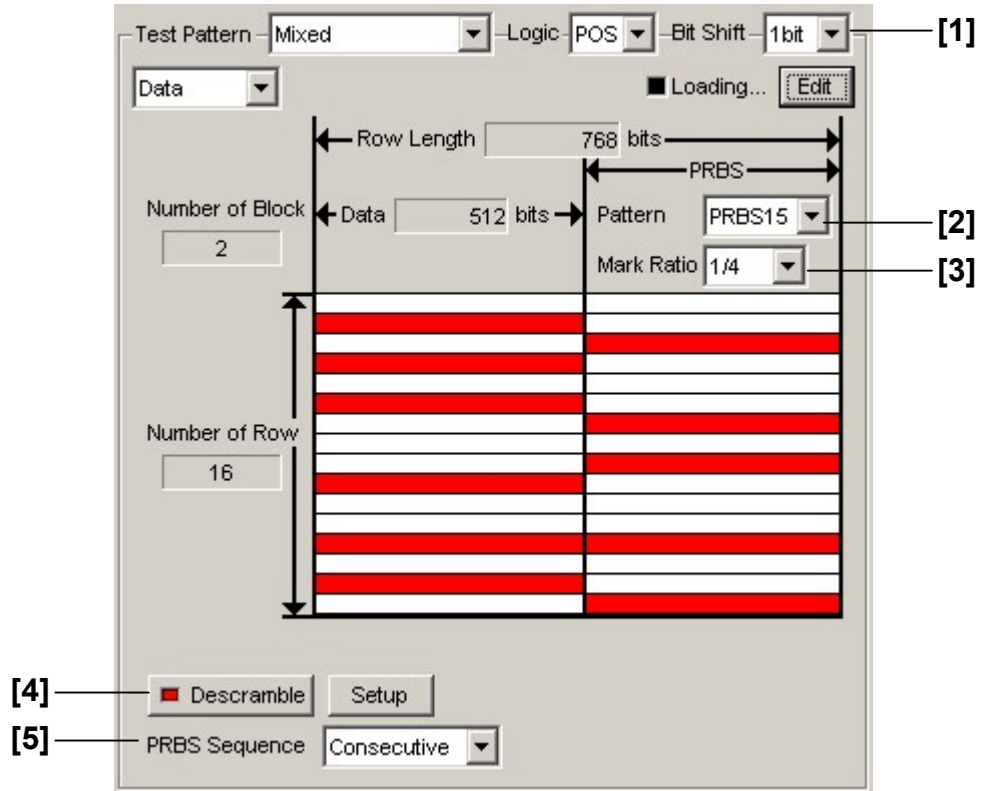 Test Pattern Mixed Logic POS Bit Shift 1bit [1]
Data Loading... Edit
Row Length 768 bits
PRBS
Number of Block Data 512 bits Pattern PRBS15 [2]
2
Mark Ratio 1/4 [3]
Number of Row
16
[4] Descramble Setup
[5] PRBS Sequence Consecutive